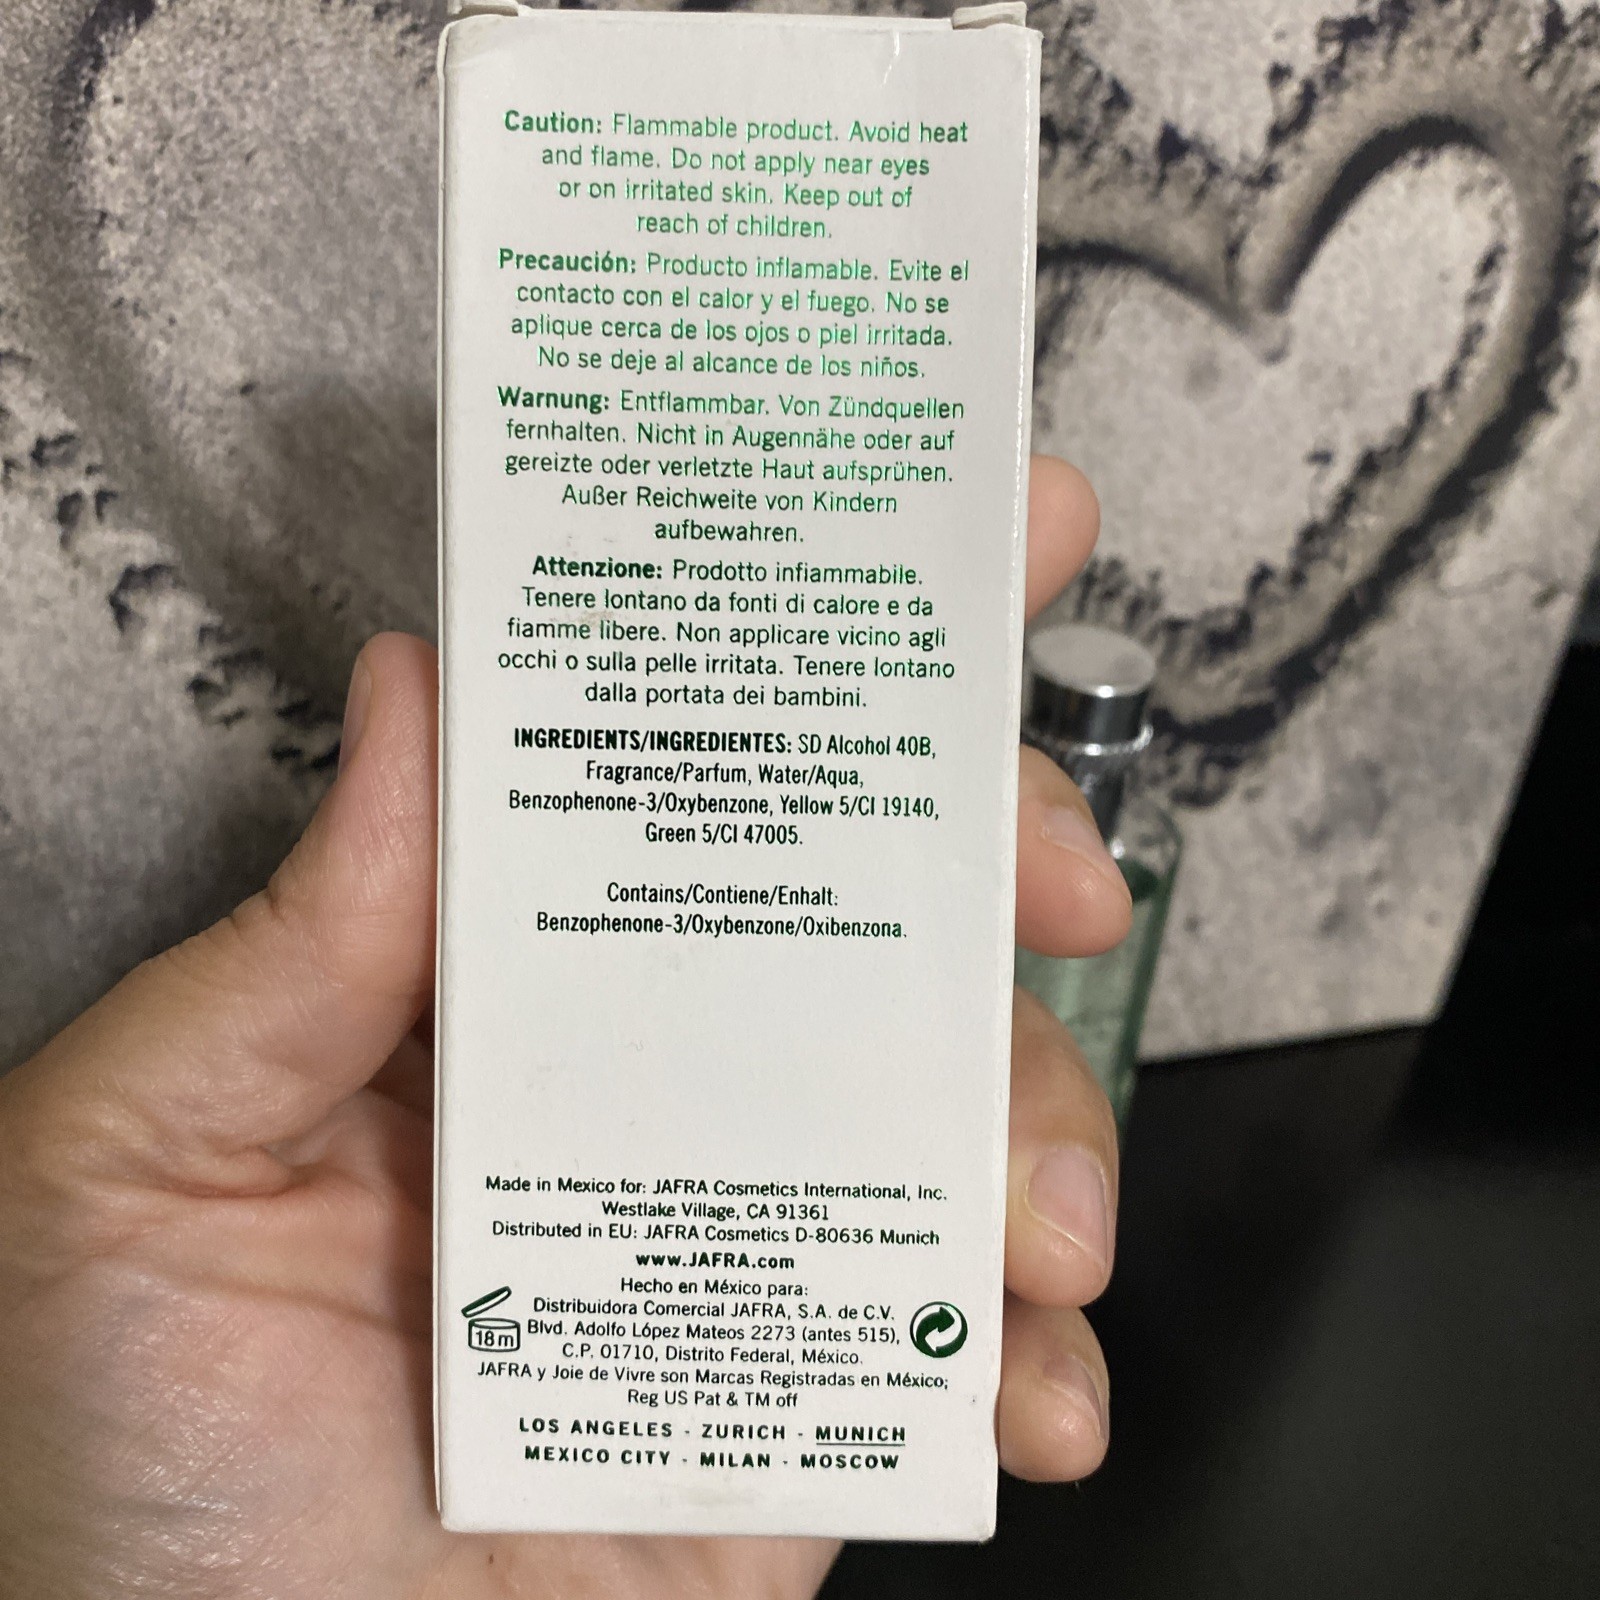 Caution: Flammable product. Avoid heat
and flame. Do not apply near eyes
or on irritated skin. Keep out of
reach of children.
Precaución: Producto inflamable. Evite el
contacto con el calor y el fuego. No se
aplique cerca de los ojos o piel irritada.
No se deje al alcance de los niños.
Warnung: Entflammbar. Von Zündquellen
fernhalten. Nicht in Augennähe oder auf
gereizte oder verletzte Haut aufsprühen.
Außer Reichweite von Kindern
aufbewahren.
Attenzione: Prodotto infiammabile.
Tenere lontano da fonti di calore e da
fiamme libere. Non applicare vicino agli
occhi o sulla pelle irritata. Tenere lontano
dalla portata dei bambini.
INGREDIENTS/INGREDIENTES: SD Alcohol 40B,
Fragrance/Parfum, Water/Aqua,
Benzophenone-3/Oxybenzone, Yellow 5/CI 19140,
Green 5/CI 47005.
Contains/Contiene/Enhalt:
Benzophenone-3/Oxybenzone/Oxibenzona.
Made in Mexico for: JAFRA Cosmetics International, Inc.
Westlake Village, CA 91361
Distributed in EU: JAFRA Cosmetics D-80636 Munich
www.JAFRA.com
Hecho en México para:
Distribuidora Comercial JAFRA, S.A. de C.V.
Blvd. Adolfo López Mateos 2273 (antes 515),
18 m
C.P. 01710, Distrito Federal, México.
JAFRA y Joie de Vivre son Marcas Registradas en México;
Reg US Pat & TM off
LOS ANGELES - ZURICH - MUNICH
MEXICO CITY - MILAN - MOSCOW